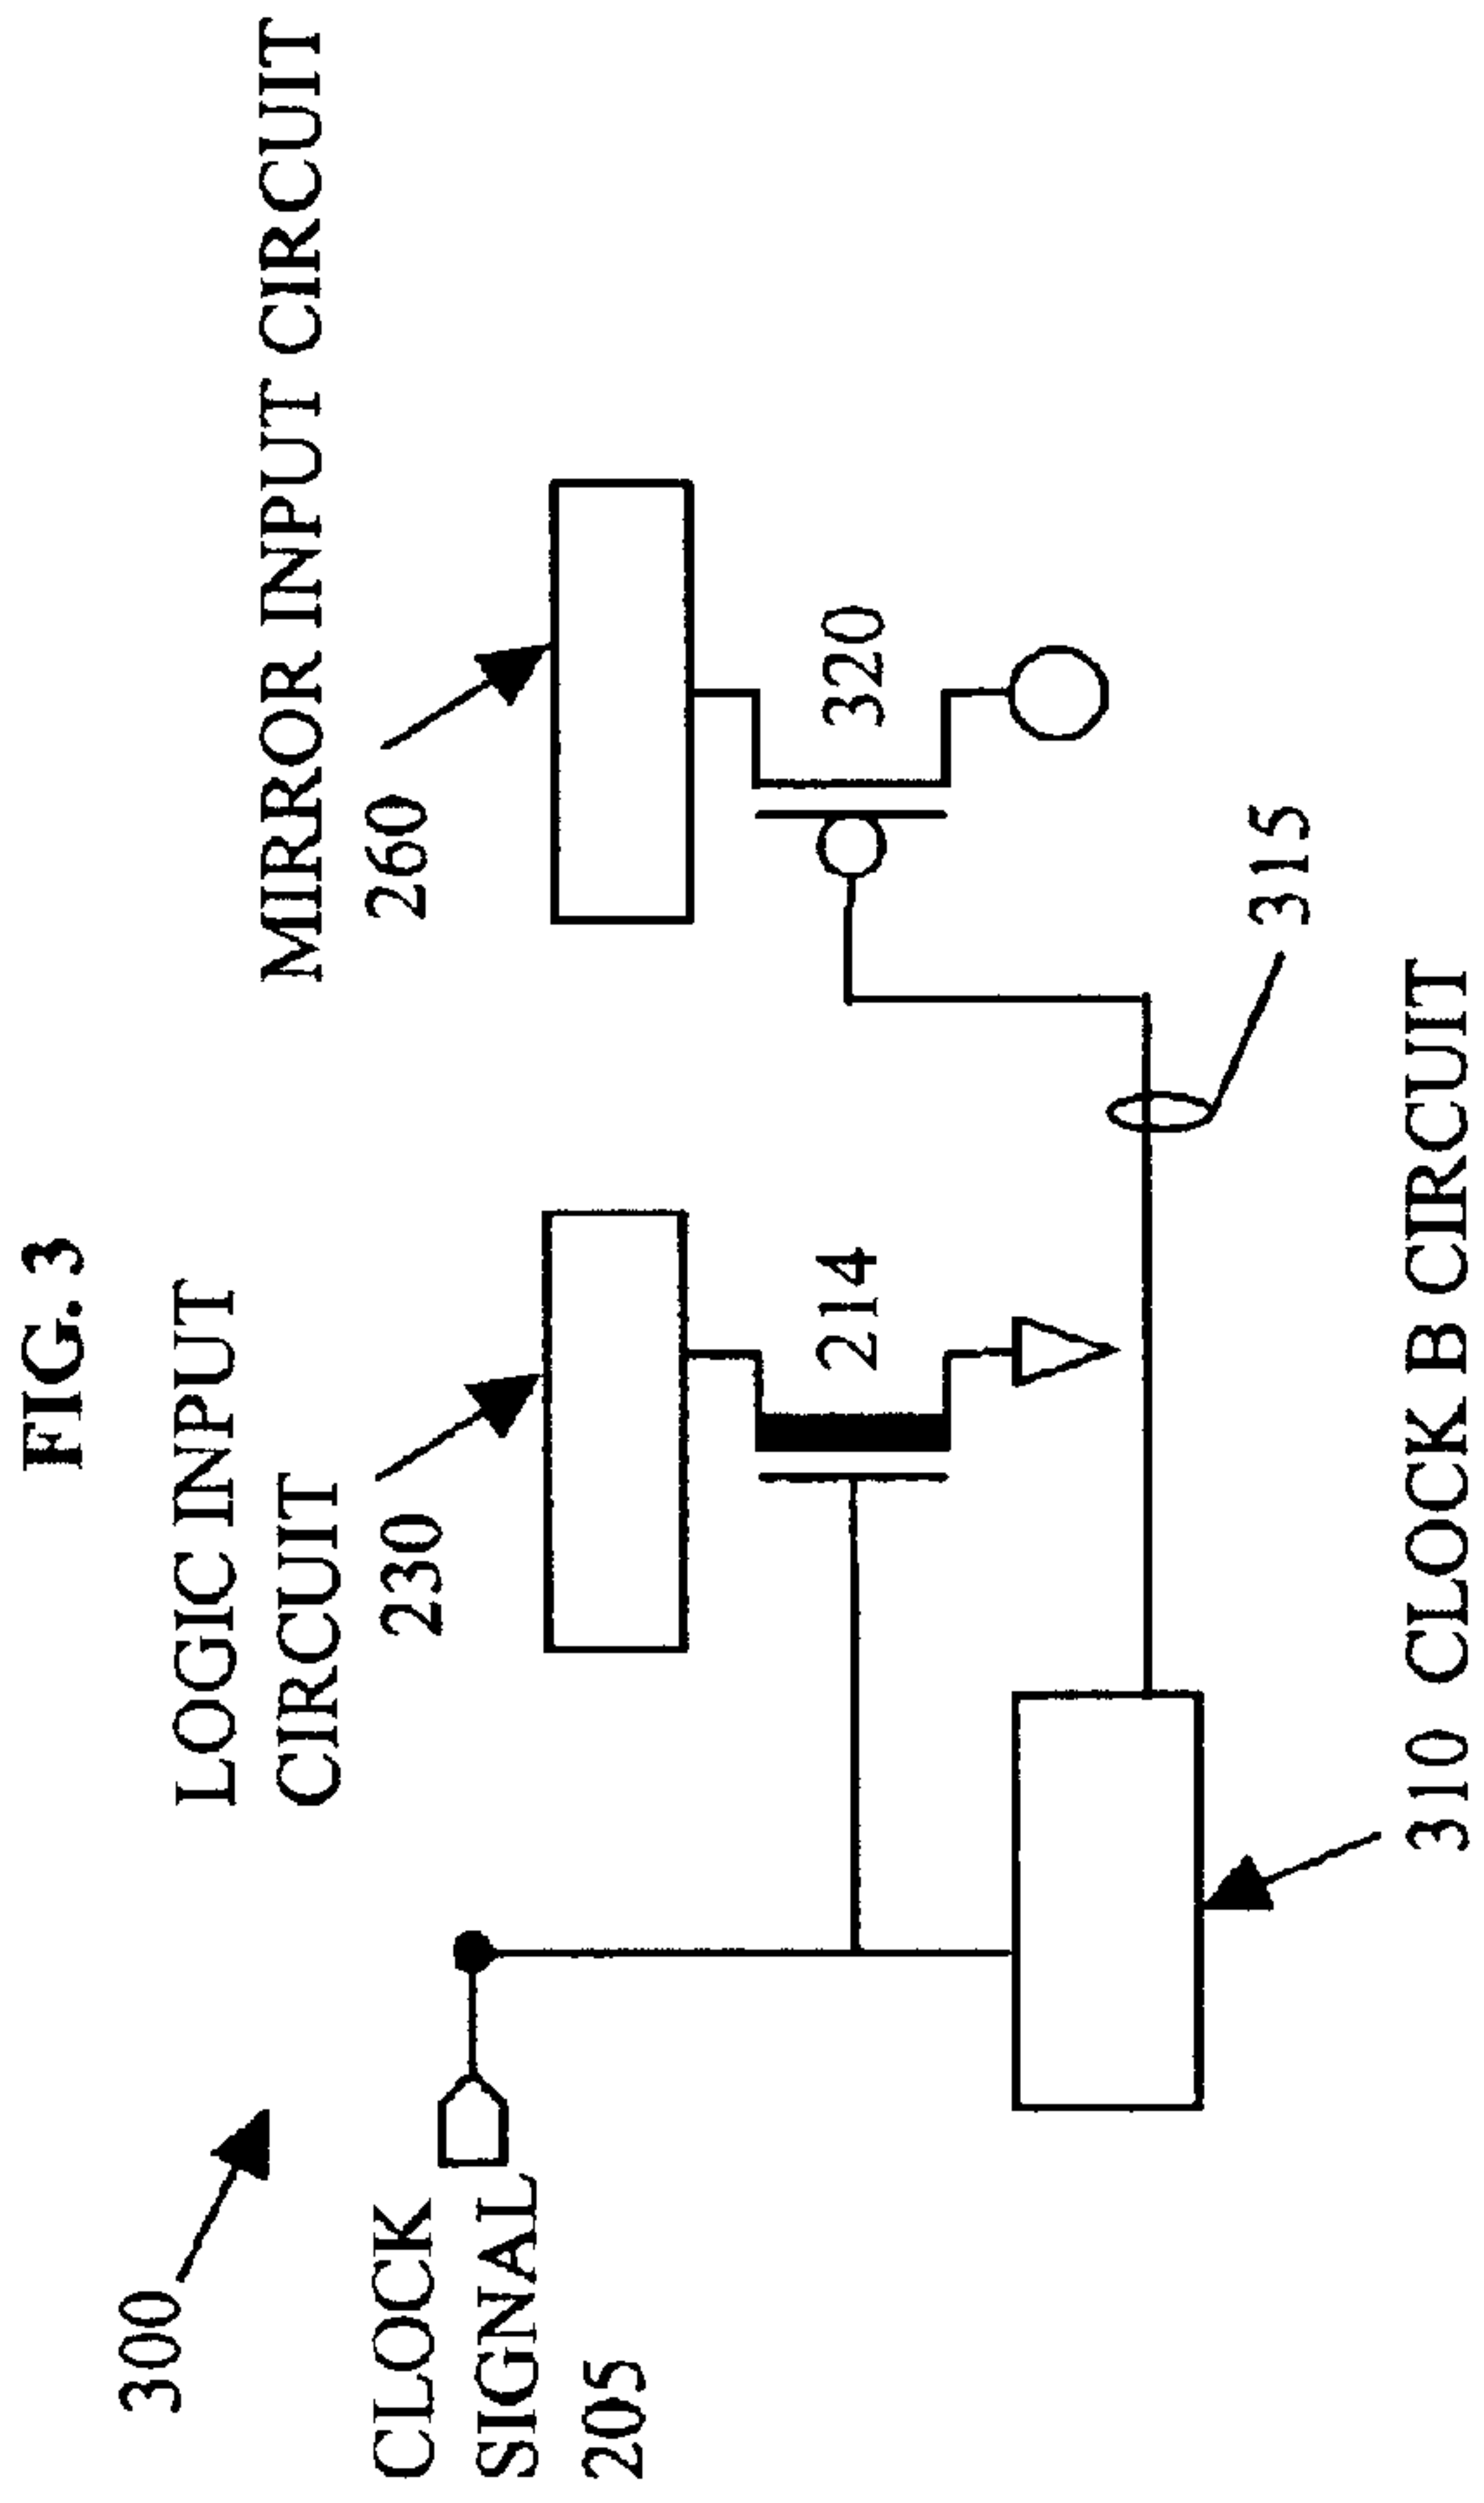 FIG. 3
300
LOGIC INPUT
CIRCUIT
230
MIRROR INPUT CIRCUIT
260
CLOCK
SIGNAL
205
214
320
315
310 CLOCK B CIRCUIT